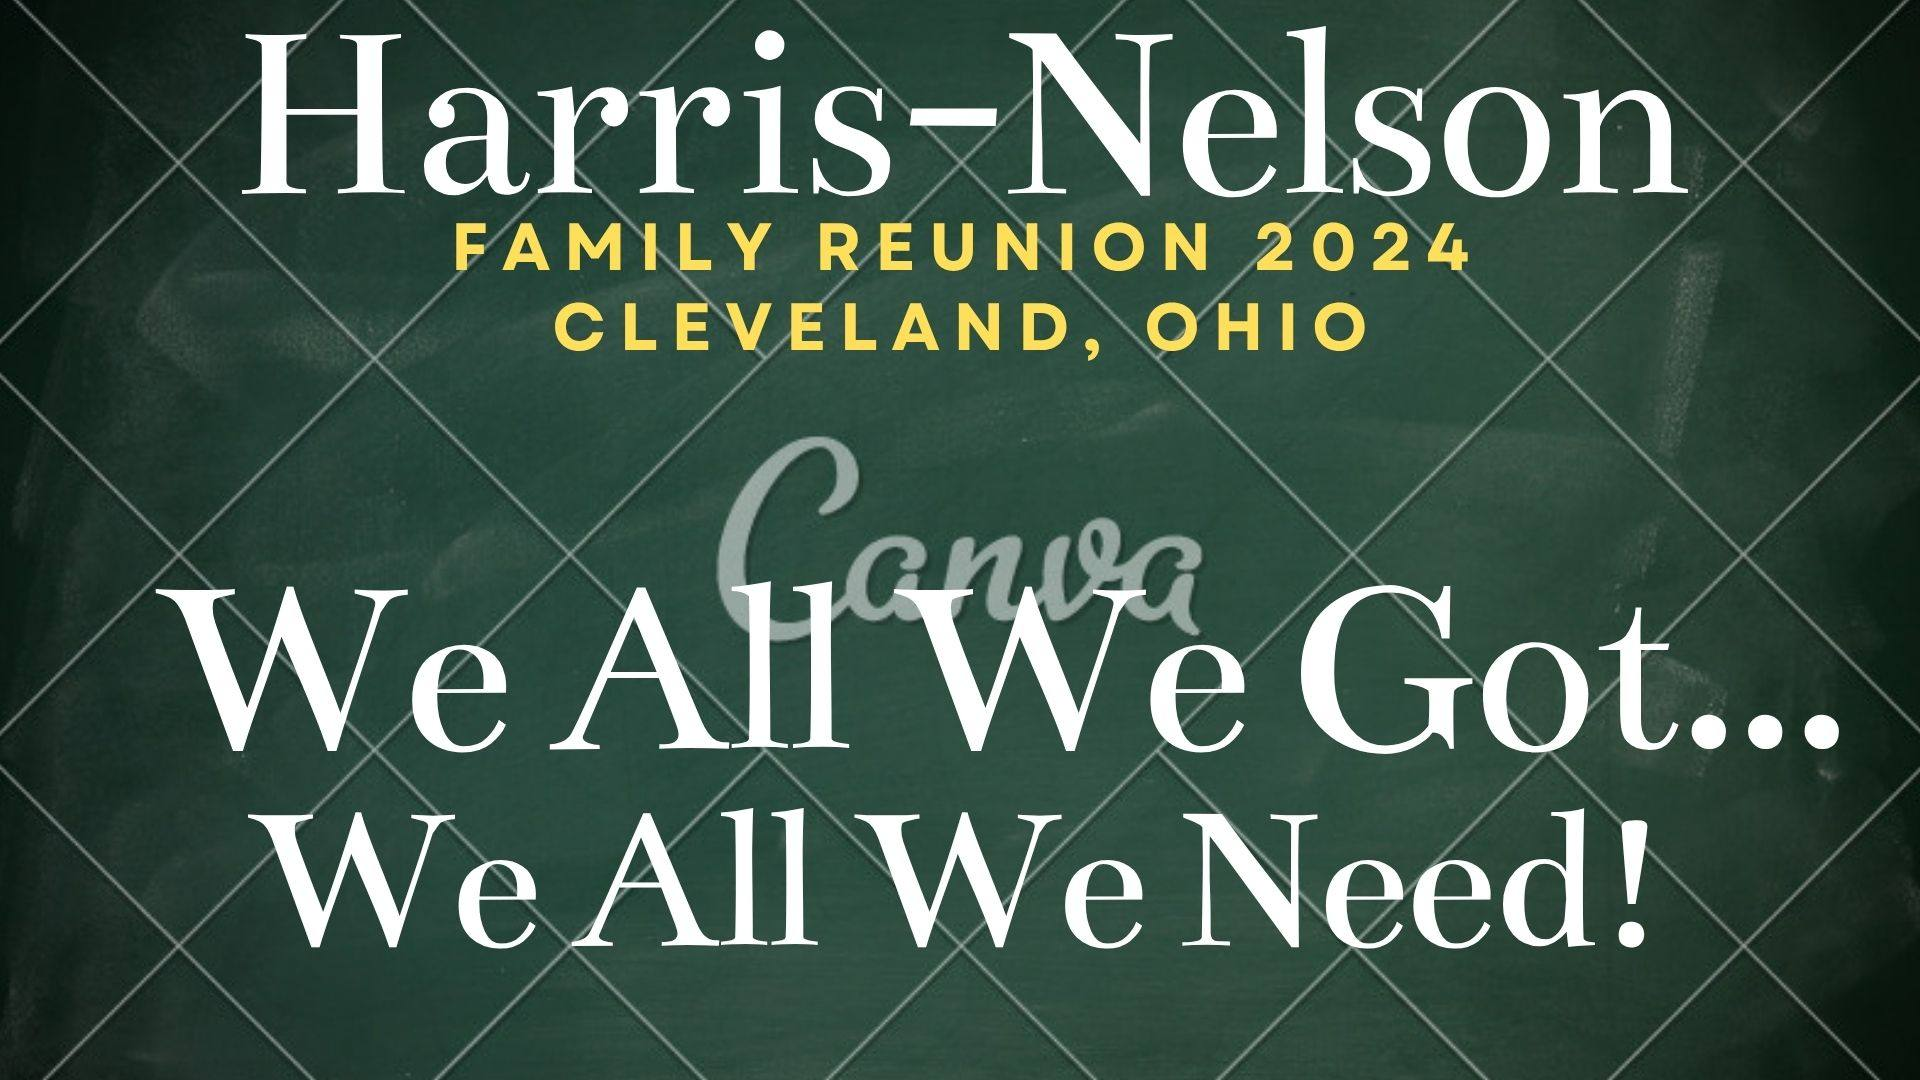 Harris-Nelson
FAMILY REUNION 2024
CLEVELAND, OHIO
Canva
We All We Got...
We All We Need!